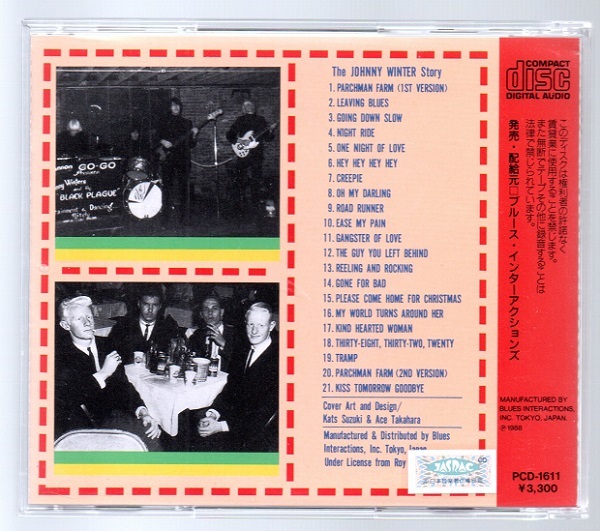 The JOHNNY WINTER Story
1. PARCHMAN FARM (1ST VERSION)
2. LEAVING BLUES
3. GOING DOWN SLOW
4. NIGHT RIDE
5. ONE NIGHT OF LOVE
6. HEY HEY HEY HEY
7. CREEPIE
8. OH MY DARLING
9. ROAD RUNNER
10. EASE MY PAIN
11. GANGSTER OF LOVE
12. THE GUY YOU LEFT BEHIND
13. REELING AND ROCKING
14. GONE FOR BAD
15. PLEASE COME HOME FOR CHRISTMAS
16. MY WORLD TURNS AROUND HER
17. KIND HEARTED WOMAN
18. THIRTY-EIGHT, THIRTY-TWO, TWENTY
19. TRAMP
20. PARCHMAN FARM (2ND VERSION)
21. KISS TOMORROW GOODBYE
Cover Art and Design/
Kats Suzuki & Ace Takahara
Manufactured & Distributed by Blues
Interactions, Inc. Tokyo, Japan
Under License from Roy
JASRAC
GO-GO
BLACK PLAGUE
COMPACT
disc
DIGITAL AUDIO
このディスクは権利者の許諾なく
賃貸業に使用することを禁じます。
また無断でテープその他に録音することは
法律で禁じられています。
発売・配給元□ブルース・インターアクションズ
MANUFACTURED BY
BLUES INTERACTIONS,
INC. TOKYO, JAPAN.
℗1988
PCD-1611
¥3,300